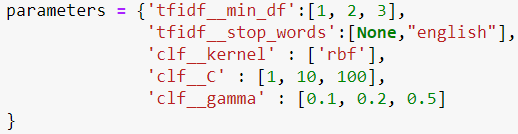 parameters = {'tfidf__min_df':[1, 2, 3],
'tfidf__stop_words':[None,"english"],
'clf__kernel' : ['rbf'],
'clf__C' : [1, 10, 100],
'clf__gamma' : [0.1, 0.2, 0.5]
}